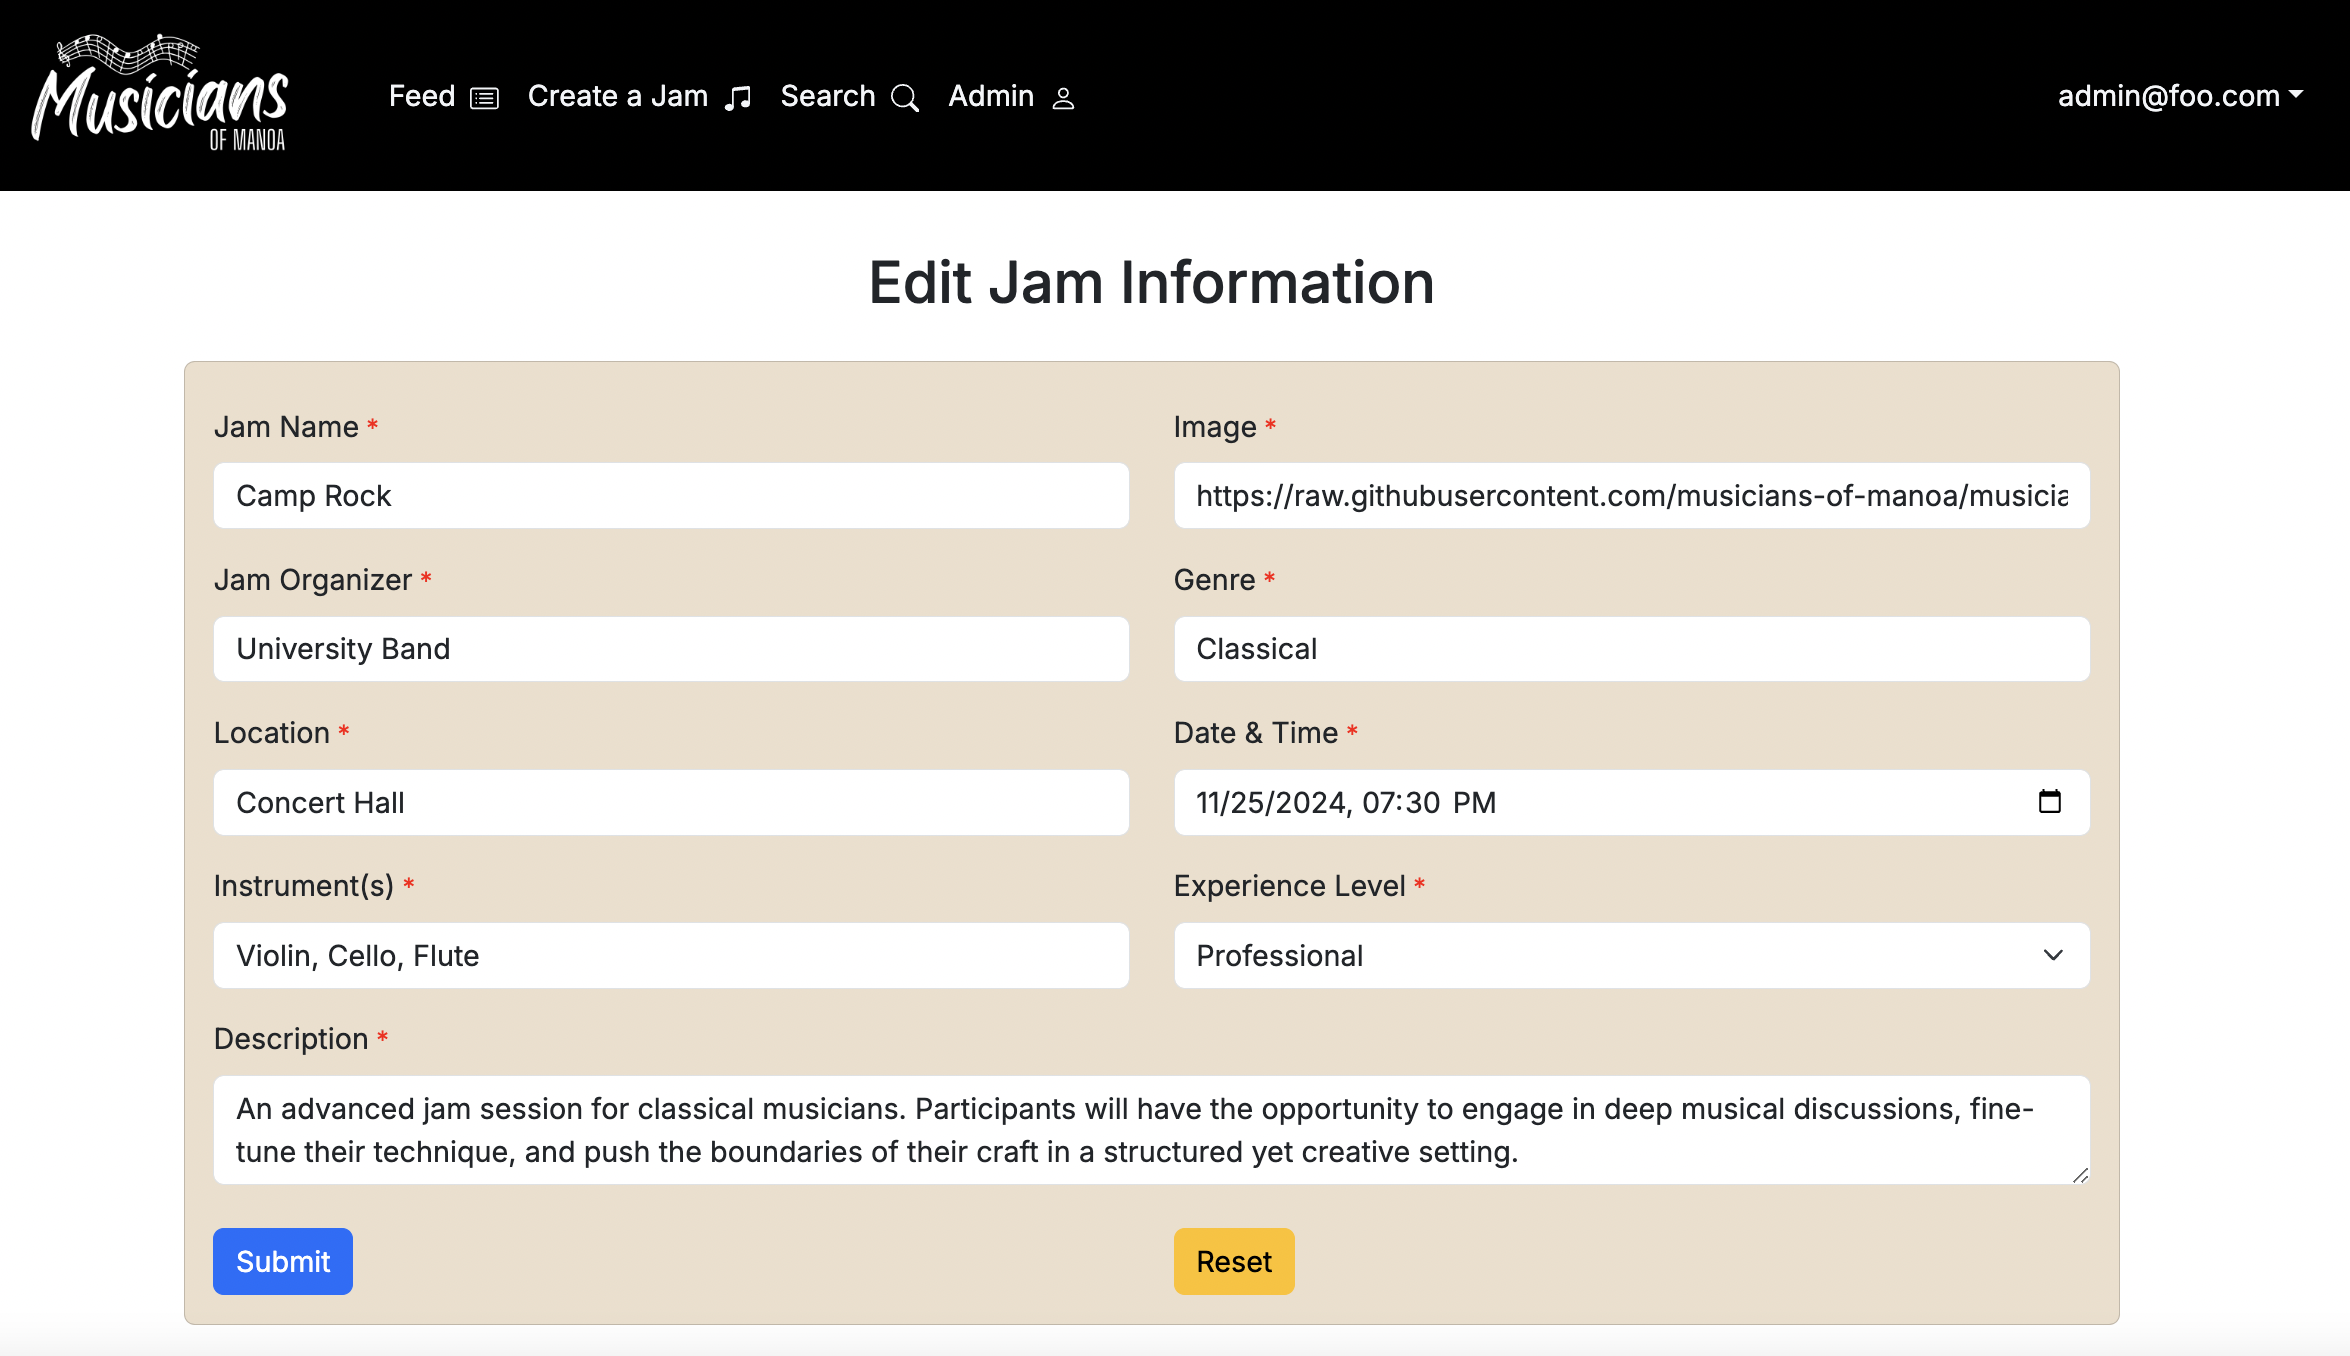 Musicians
OF MANOA
Feed Create a Jam Search Admin admin@foo.com
Edit Jam Information
Jam Name *
Camp Rock
Image *
https://raw.githubusercontent.com/musicians-of-manoa/musicia
Jam Organizer *
University Band
Genre *
Classical
Location *
Concert Hall
Date & Time *
11/25/2024, 07:30 PM
Instrument(s) *
Violin, Cello, Flute
Experience Level *
Professional
Description *
An advanced jam session for classical musicians. Participants will have the opportunity to engage in deep musical discussions, fine-
tune their technique, and push the boundaries of their craft in a structured yet creative setting.
Submit Reset